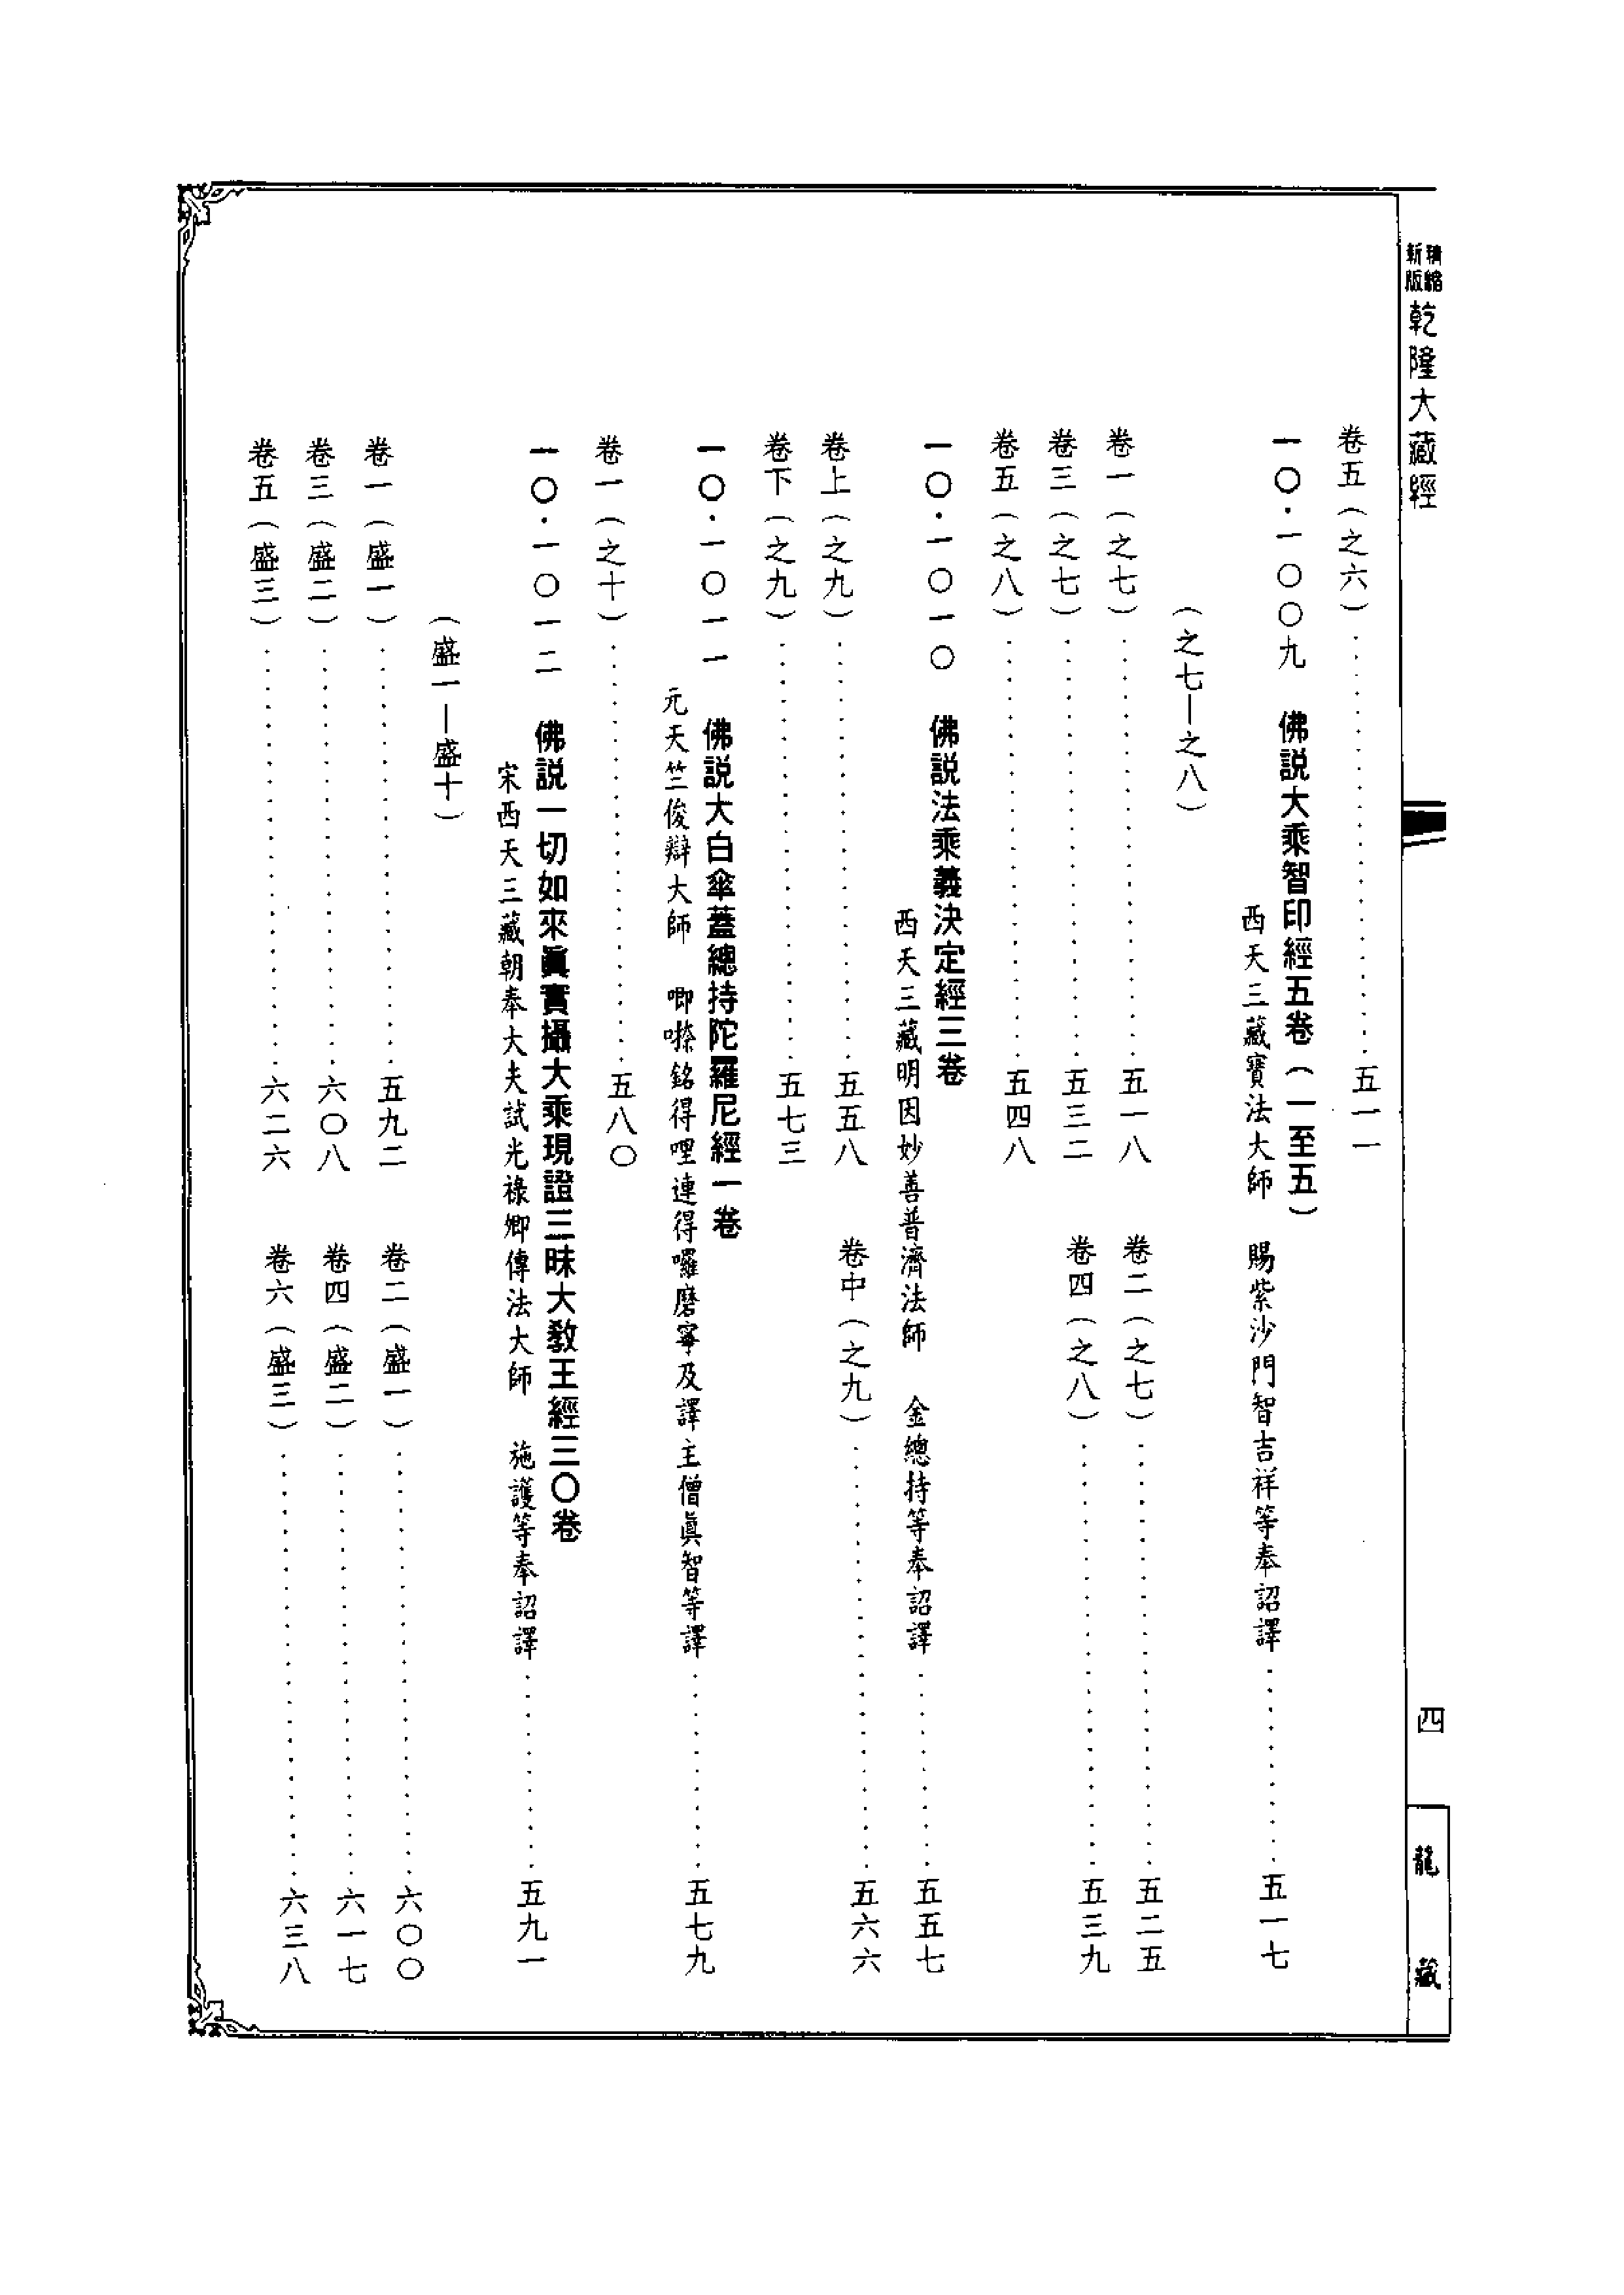 精縮
新版
乾隆大藏經
四
龍藏
卷五(之六)⋯⋯五一一
一〇·一〇〇九 佛説大乘智印經五卷(一至五)
西天三藏寶法大師 賜紫沙門智吉祥等奉詔譯⋯⋯五一七
(之七—之八)
卷一(之七)⋯⋯五一八 卷二(之七)⋯⋯五二五
卷三(之七)⋯⋯五三二 卷四(之八)⋯⋯五三九
卷五(之八)⋯⋯五四八
一〇·一〇一〇 佛説法乘義決定經三卷
西天三藏明因妙善普濟法師 金總持等奉詔譯⋯⋯五五七
卷上(之九)⋯⋯五五八 卷中(之九)⋯⋯五六六
卷下(之九)⋯⋯五七三
一〇·一〇一一 佛説大白傘蓋總持陀羅尼經一卷
元天竺俊辯大師 唧㘑銘得哩連得囉磨寧及譯主僧眞智等譯⋯⋯五七九
卷一(之十)⋯⋯五八〇
一〇·一〇一二 佛説一切如來眞實攝大乘現證三昧大教王經三〇卷
宋西天三藏朝奉大夫試光祿卿傳法大師 施護等奉詔譯⋯⋯五九一
(盛一—盛十)
卷一(盛一)⋯⋯五九二 卷二(盛一)⋯⋯六〇〇
卷三(盛二)⋯⋯六〇八 卷四(盛二)⋯⋯六一七
卷五(盛三)⋯⋯六二六 卷六(盛三)⋯⋯六三八